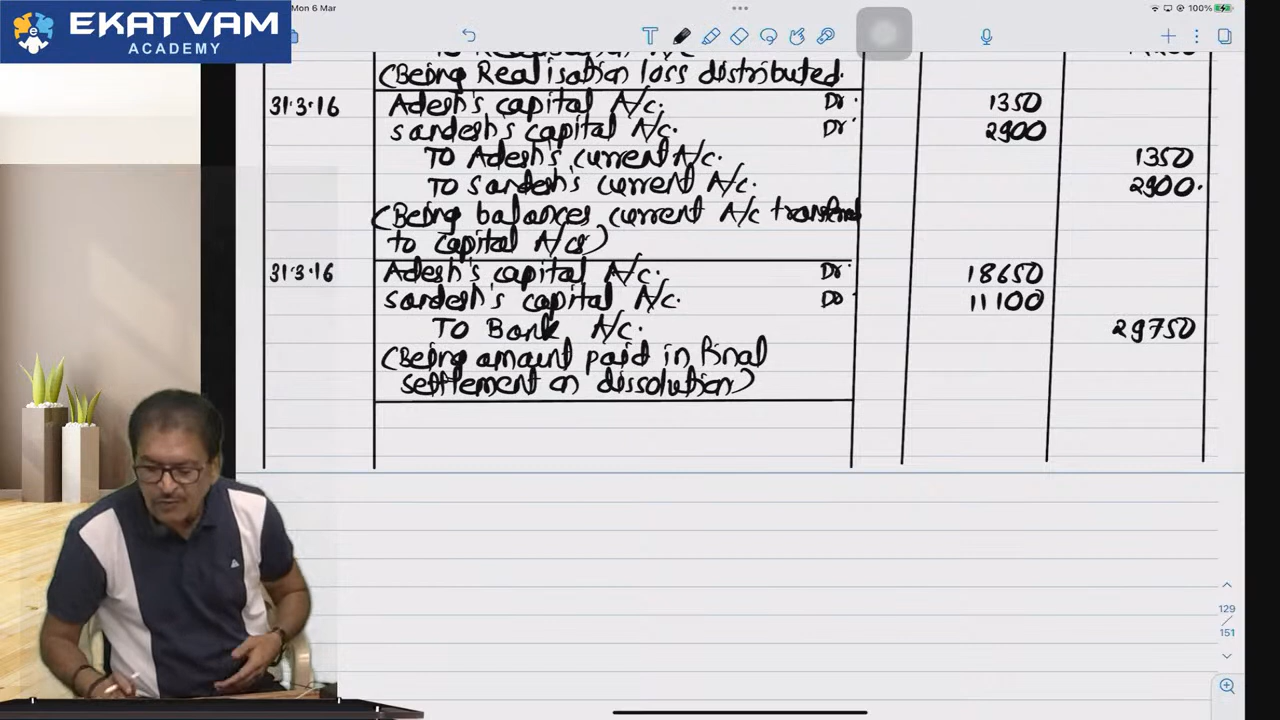 EKATVAM
ACADEMY
Mon 6 Mar
100%
(Being Realisation loss distributed.
31.3.16 Adesh's capital A/c. Dr. 1350
Sandesh's capital A/c. Dr. 2900
To Adesh's current A/c. 1350
To Sandesh's current A/c. 2900.
(Being balances current A/c
to capital A/cs)
31.3.16 Adesh's capital A/c. Dr. 18650
Sandesh's capital A/c. 11100
To Bank A/c. 29750
(Being amount paid in final
settlement on dissolution)
129
/
151